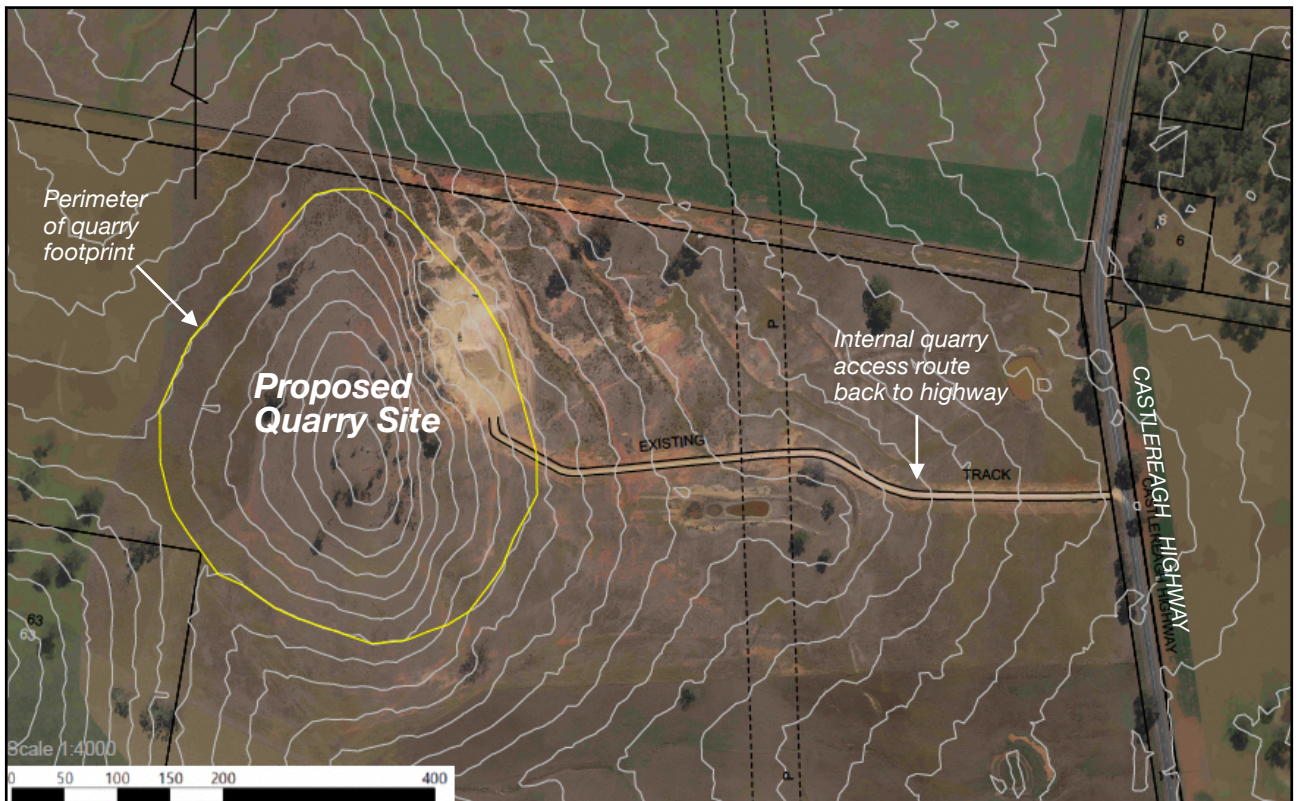 Perimeter
of quarry
footprint
6
6
P
Internal quarry
access route
back to highway
Proposed
Quarry Site
CASTLEREAGH HIGHWAY
CASTLEREAGH HIGHWAY
EXISTING
TRACK
63
63
Scale 1:4000
0 50 100 150 200 400
P